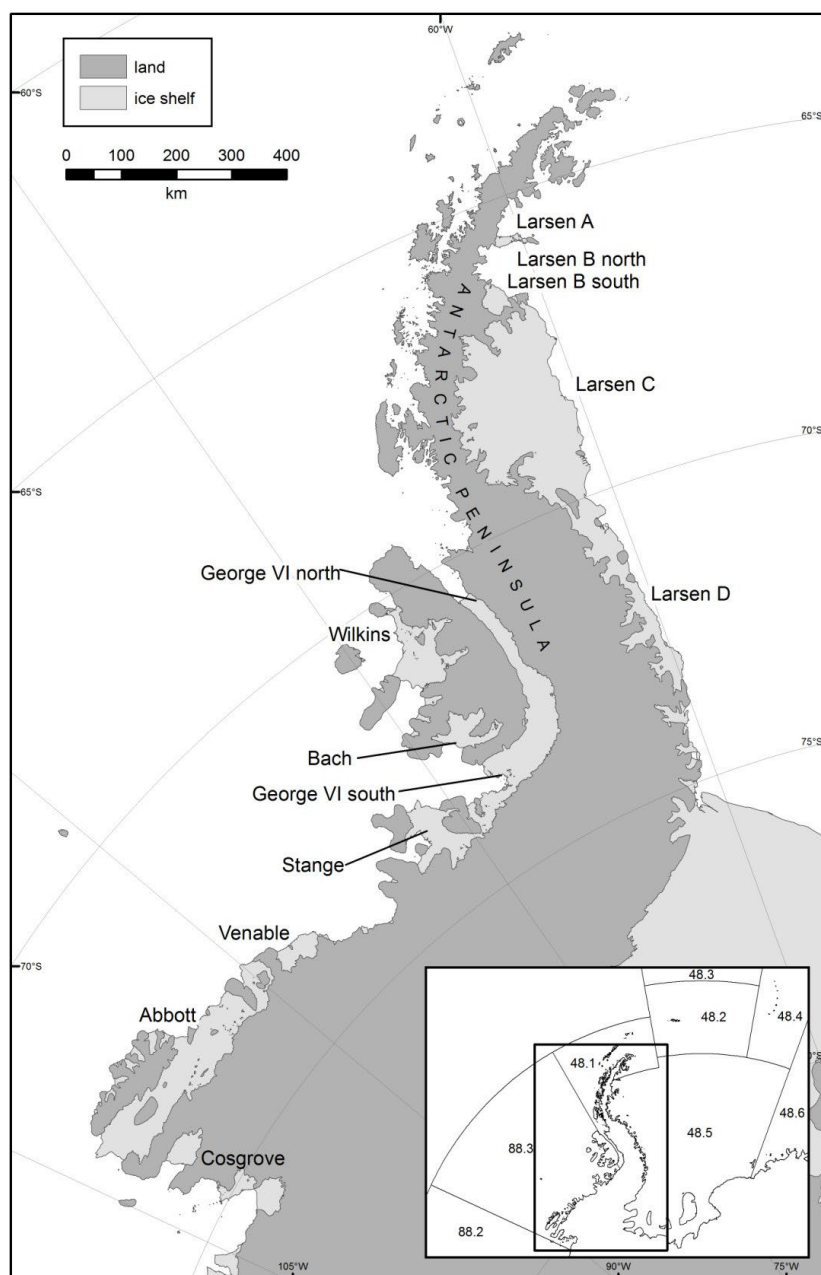 60°W
60°S
land
ice shelf
0 100 200 300 400
km
65°S
Larsen A
Larsen B north
Larsen B south
ANTARCTIC PENINSULA
Larsen C
70°S
65°S
George VI north
Larsen D
Wilkins
75°S
Bach
George VI south
Stange
Venable
70°S
Abbott
Cosgrove
48.3
48.2
48.4
48.1
48.6
48.5
88.3
88.2
105°W
90°W
75°W